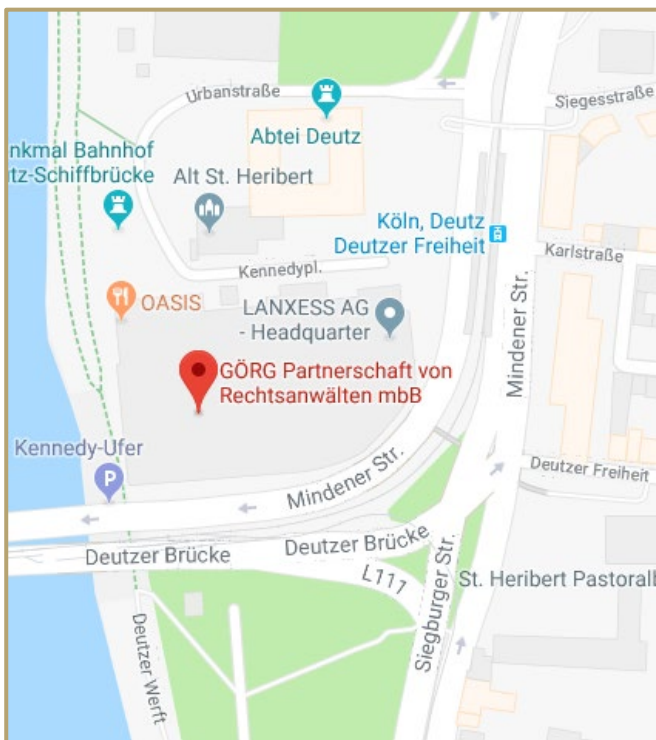 Urbanstraße
Siegesstraße
Abtei Deutz
nkmal Bahnhof
tz-Schiffbrücke
Alt St. Heribert
Köln, Deutz
Deutzer Freiheit
Karlstraße
Kennedypl.
OASIS
LANXESS AG
- Headquarter
Mindener Str.
GÖRG Partnerschaft von
Rechtsanwälten mbB
Kennedy-Ufer
P
Mindener Str.
Deutzer Freiheit
Deutzer Brücke
Deutzer Brücke
L111
Siegburger Str.
St. Heribert Pastoralb
Deutzer Werft